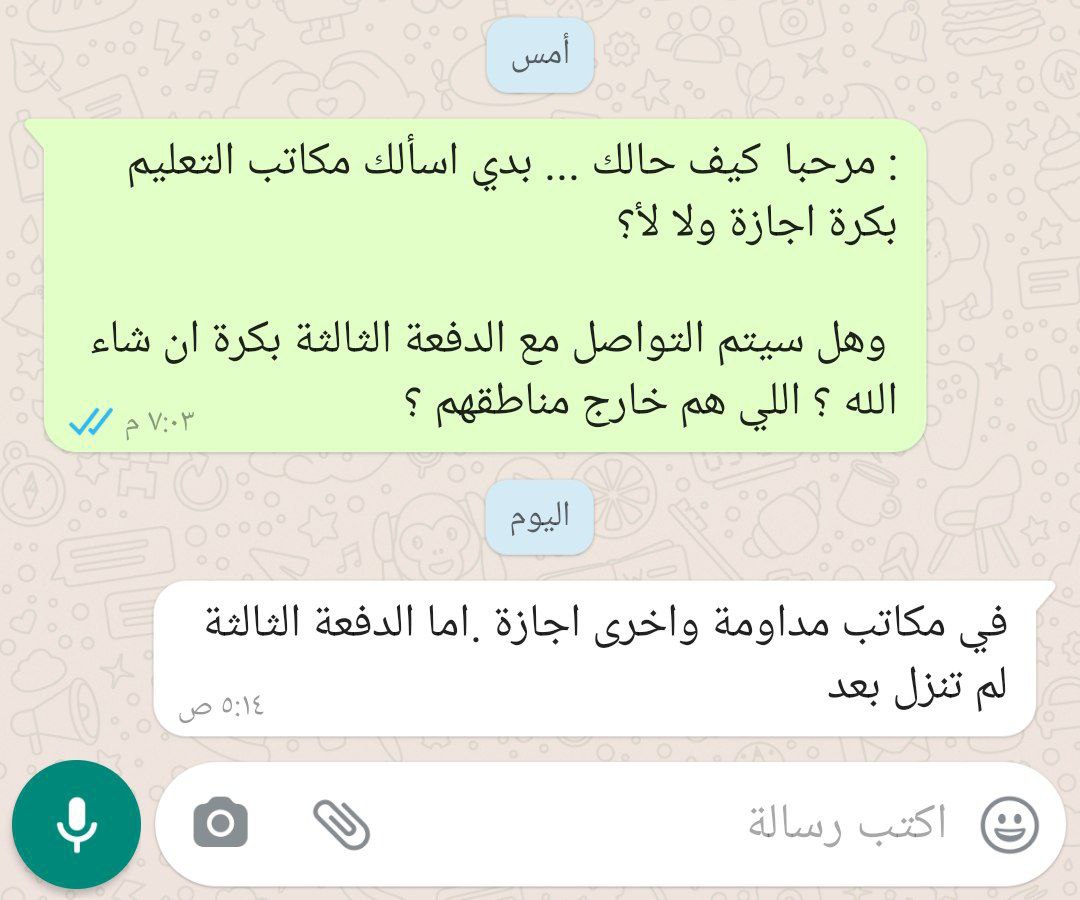 أمس
: مرحبا كيف حالك ... بدي اسألك مكاتب التعليم
بكرة اجازة ولا لأ؟
وهل سيتم التواصل مع الدفعة الثالثة بكرة ان شاء
الله ؟ اللي هم خارج مناطقهم ؟
٧:٠٣ م
اليوم
في مكاتب مداومة واخرى اجازة .اما الدفعة الثالثة
لم تنزل بعد
٥:١٤ ص
اكتب رسالة